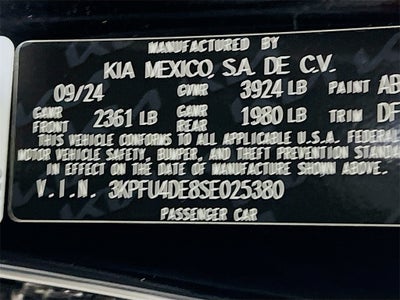 MANUFACTURED BY
KIA MEXICO, S.A. DE C.V.
09/24 GVWR 3924 LB PAINT AB
GAWR FRONT 2361 LB GAWR REAR 1980 LB TRIM DF
THIS VEHICLE CONFORMS TO ALL APPLICABLE U.S.A. FEDERAL
MOTOR VEHICLE SAFETY, BUMPER, AND THEFT PREVENTION STANDA
IN EFFECT ON THE DATE OF MANUFACTURE SHOWN ABOVE.
V.I.N. 3KPFU4DE8SE025380
PASSENGER CAR